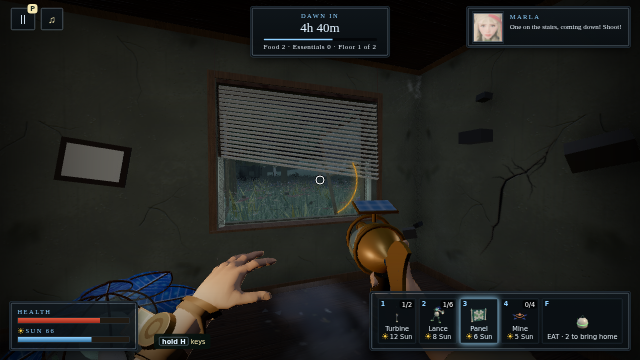 P
DAWN IN
4h 40m
Food 2 · Essentials 0 · Floor 1 of 2
MARLA
One on the stairs, coming down! Shoot!
HEALTH
SUN 66
hold H keys
1 1/2
Turbine
12 Sun
2 1/6
Lance
8 Sun
3
Panel
6 Sun
4 0/4
Mine
5 Sun
F
EAT · 2 to bring home